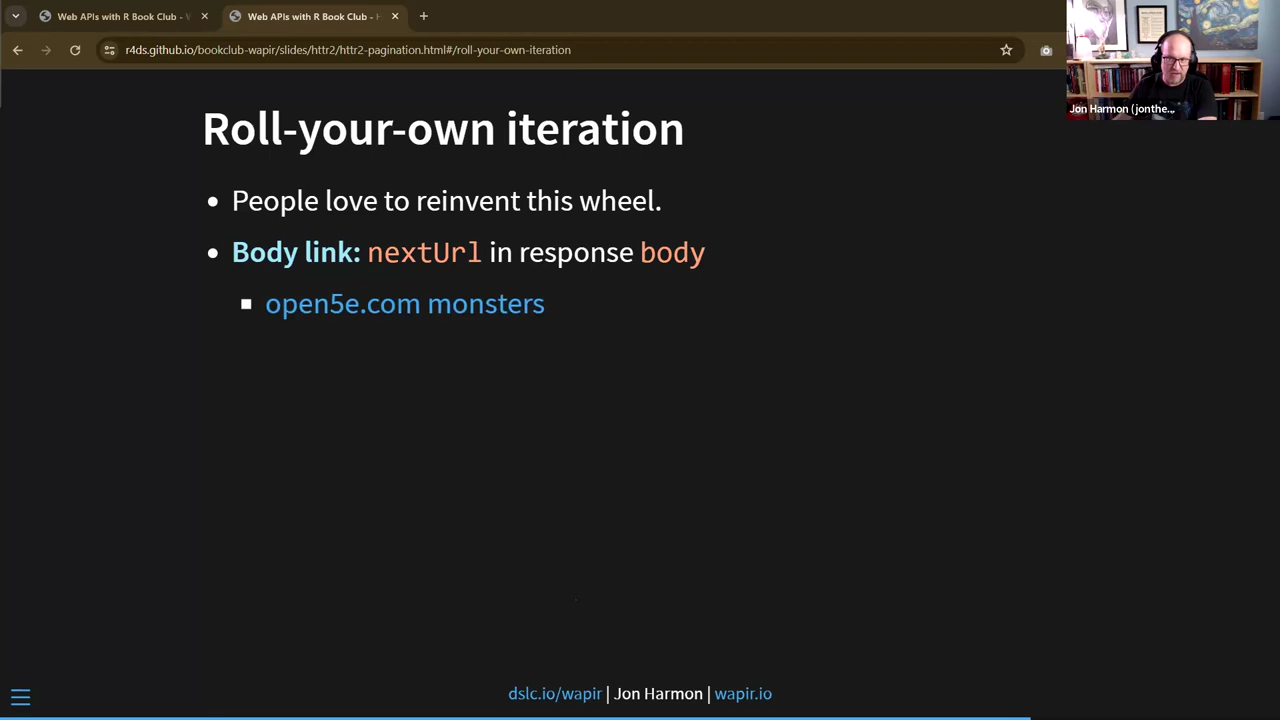 Web APIs with R Book Club - V
Web APIs with R Book Club - H
r4ds.github.io/bookclub-wapir/slides/httr2/httr2-pagination.html#/roll-your-own-iteration
Jon Harmon (jonthe...
Roll-your-own iteration
People love to reinvent this wheel.
Body link: nextUrl in response body
open5e.com monsters
dslc.io/wapir | Jon Harmon | wapir.io